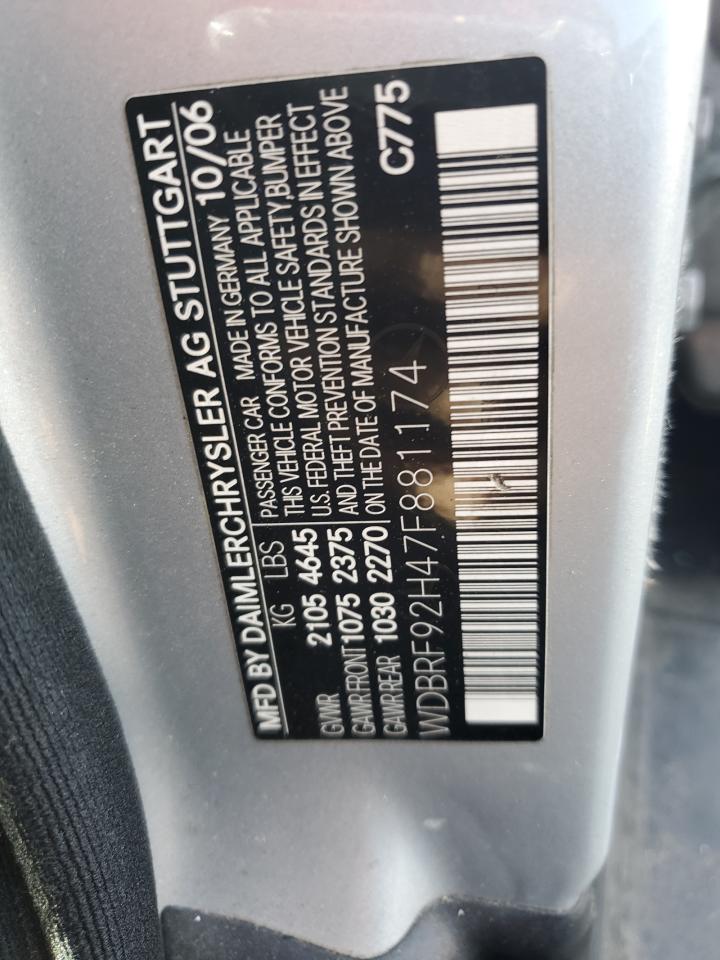 MFD BY DAIMLERCHRYSLER AG STUTTGART
KG LBS PASSENGER CAR MADE IN GERMANY 10/06
GVWR 2105 4645 THIS VEHICLE CONFORMS TO ALL APPLICABLE
U.S. FEDERAL MOTOR VEHICLE SAFETY,BUMPER
GAWR FRONT 1075 2375 AND THEFT PREVENTION STANDARDS IN EFFECT
GAWR REAR 1030 2270 ON THE DATE OF MANUFACTURE SHOWN ABOVE
WDBRF92H47F881174 C775